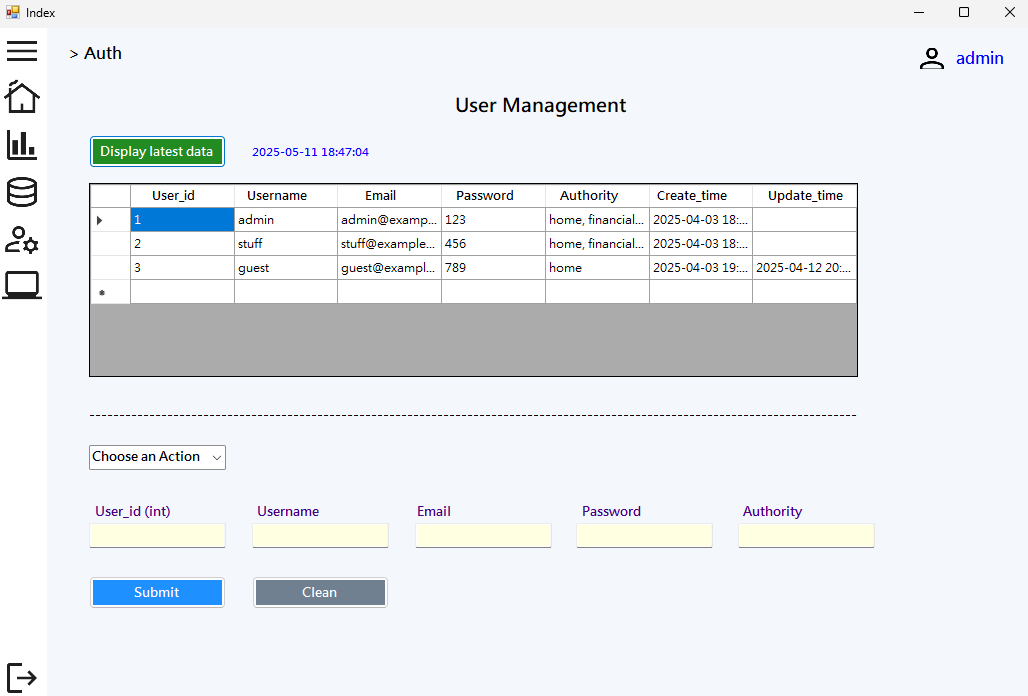 Index
> Auth
admin
User Management
Display latest data 2025-05-11 18:47:04
User_id Username Email Password Authority Create_time Update_time
1 admin admin@examp... 123 home, financial... 2025-04-03 18:...
2 stuff stuff@example... 456 home, financial... 2025-04-03 18:...
3 guest guest@exampl... 789 home 2025-04-03 19:... 2025-04-12 20:...
Choose an Action
User_id (int) Username Email Password Authority
Submit Clean